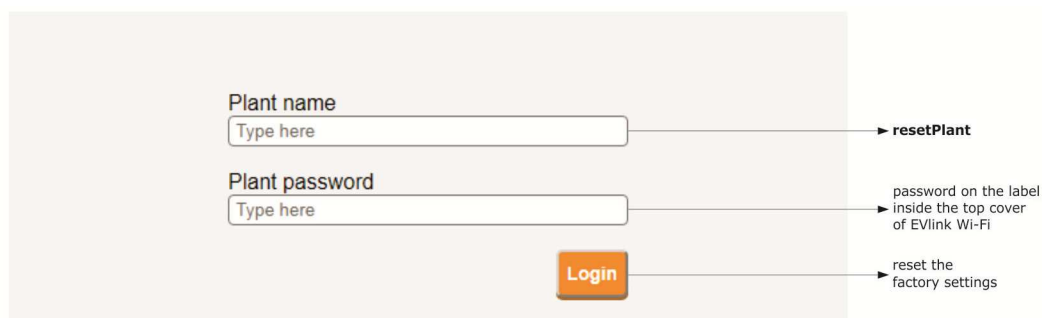 Plant name
Type here
resetPlant
Plant password
Type here
password on the label
inside the top cover
of EVlink Wi-Fi
Login
reset the
factory settings